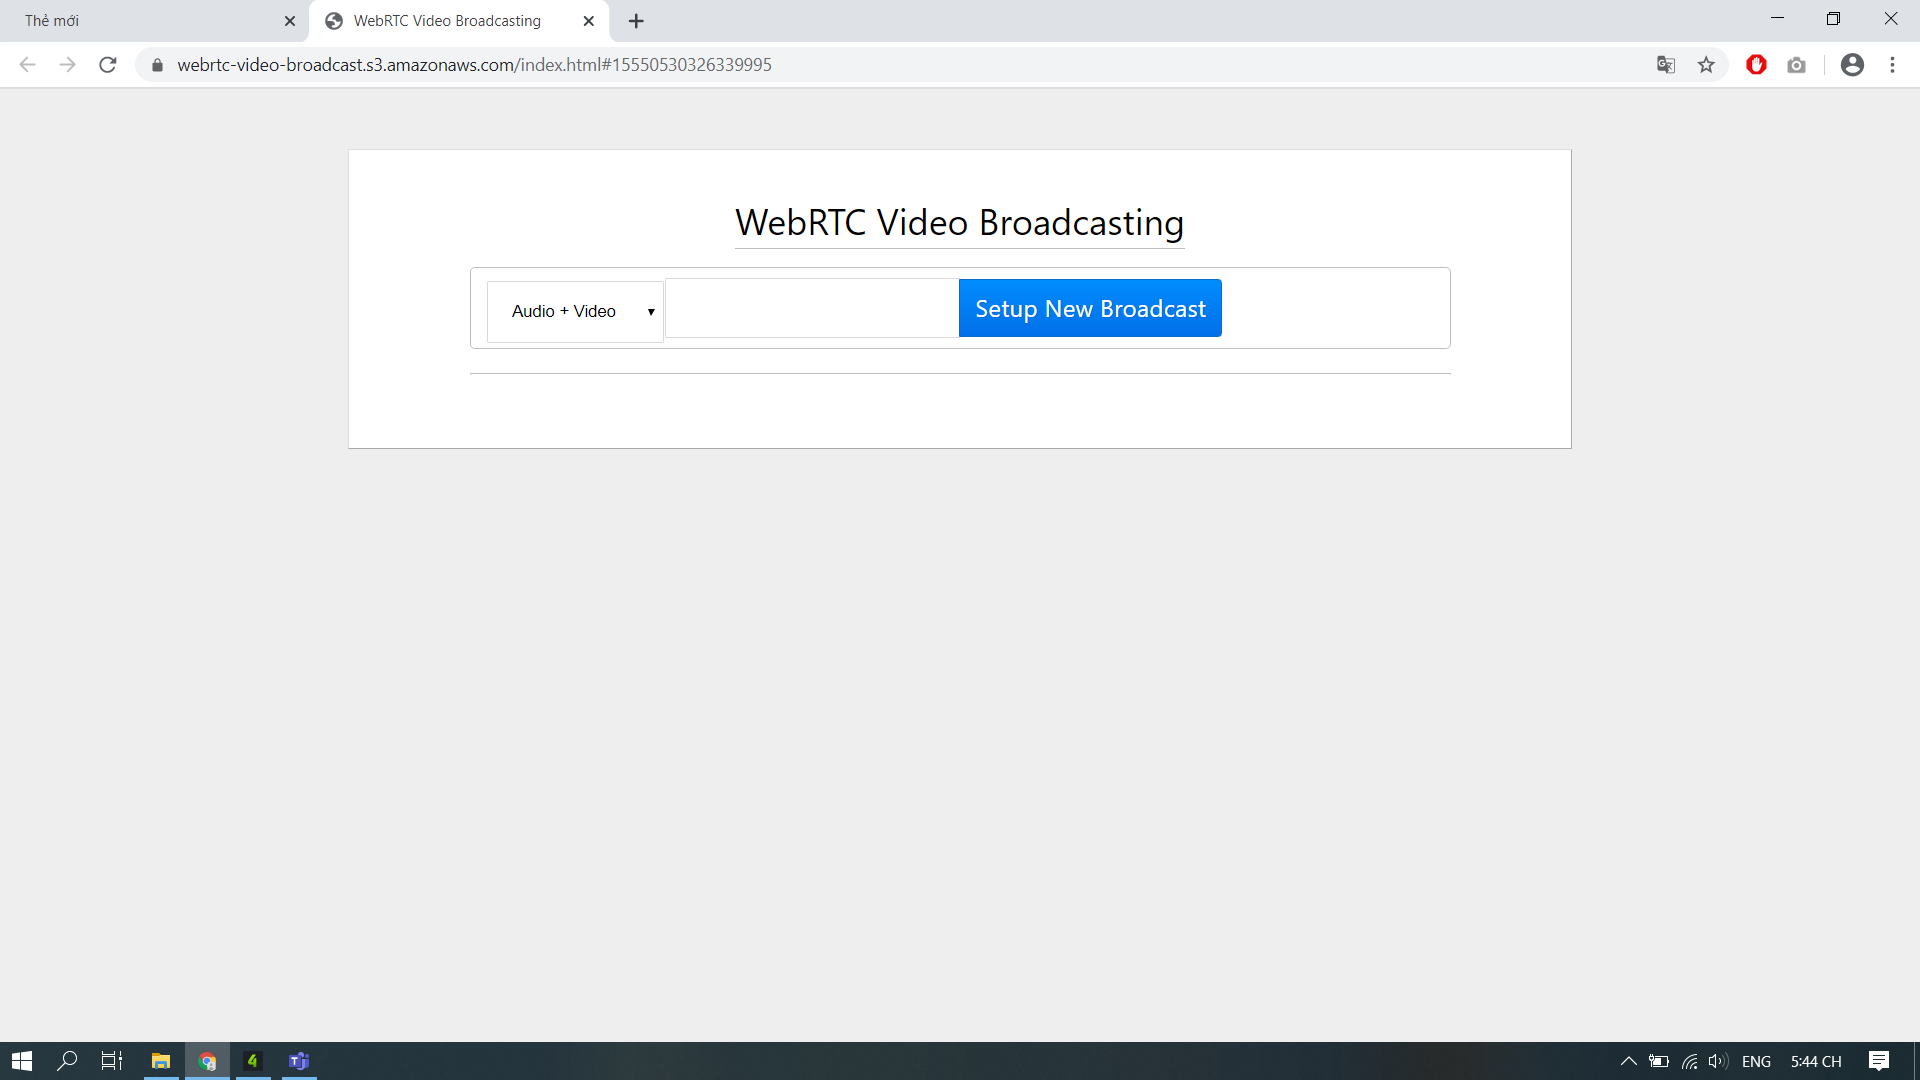 Thẻ mới
WebRTC Video Broadcasting
webrtc-video-broadcast.s3.amazonaws.com/index.html#15550530326339995
WebRTC Video Broadcasting
Audio + Video
Setup New Broadcast
ENG
5:44 CH